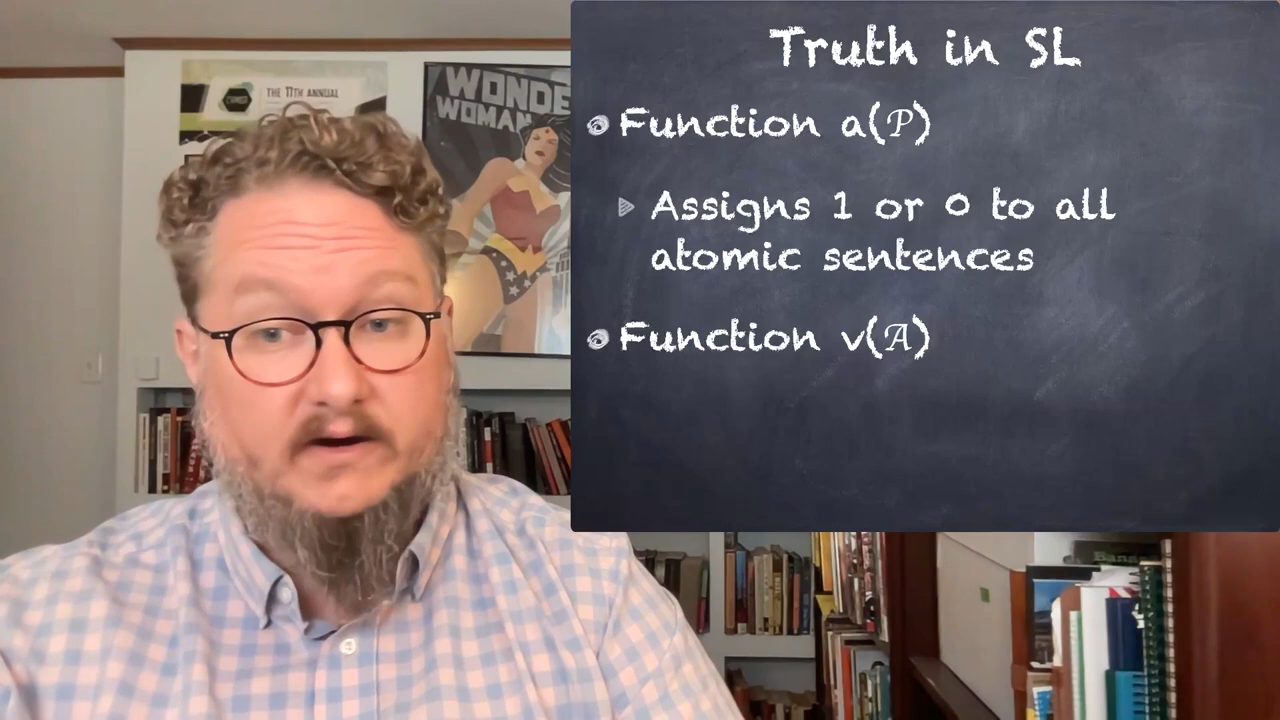 THE 11TH ANNUAL
WONDE
WOMAN
Truth in SL
Function a(𝒫)
Assigns 1 or 0 to all
atomic sentences
Function v(𝒜)